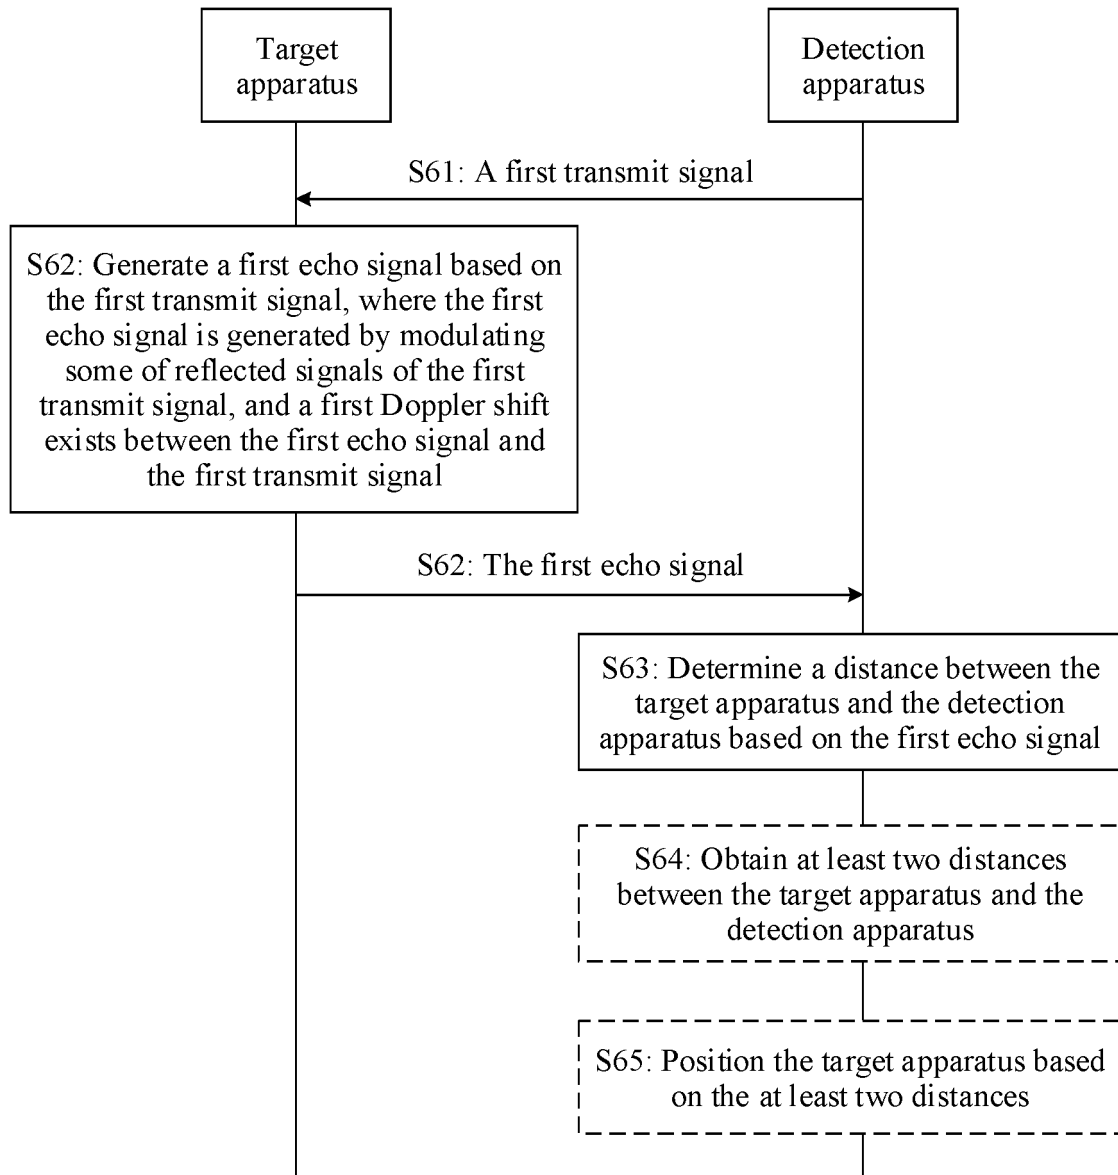 Target
apparatus
Detection
apparatus
S61: A first transmit signal
S62: Generate a first echo signal based on
the first transmit signal, where the first
echo signal is generated by modulating
some of reflected signals of the first
transmit signal, and a first Doppler shift
exists between the first echo signal and
the first transmit signal
S62: The first echo signal
S63: Determine a distance between the
target apparatus and the detection
apparatus based on the first echo signal
S64: Obtain at least two distances
between the target apparatus and the
detection apparatus
S65: Position the target apparatus based
on the at least two distances